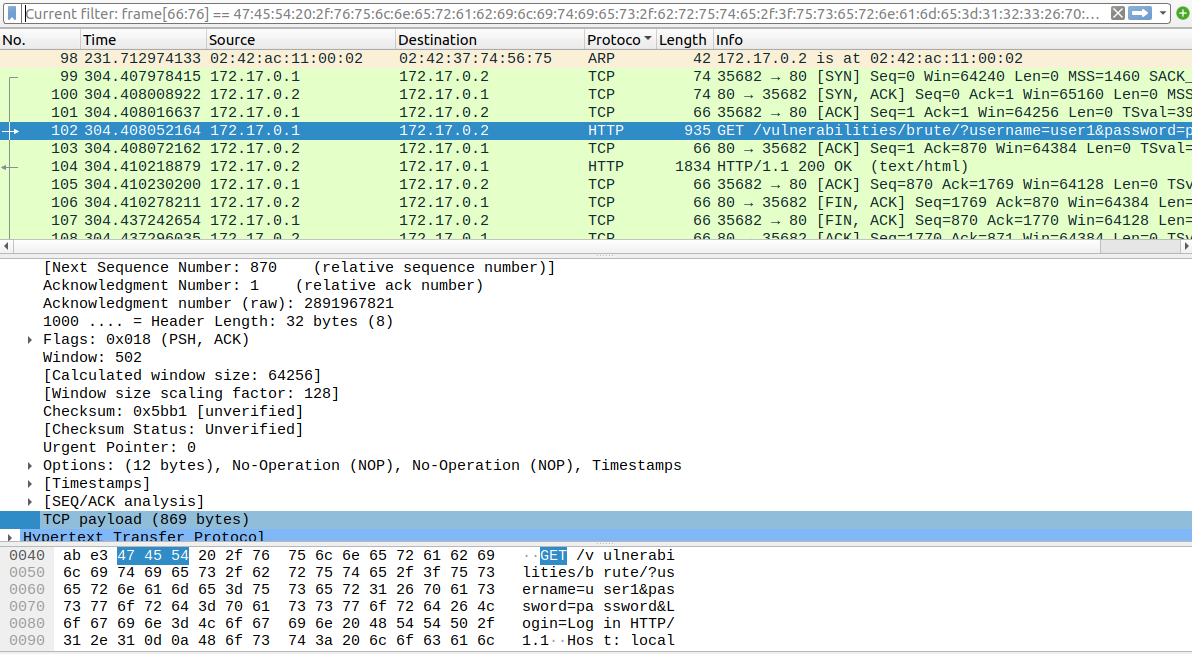 Current filter: frame[66:76] == 47:45:54:20:2f:76:75:6c:6e:65:72:61:62:69:6c:69:74:69:65:73:2f:62:72:75:74:65:2f:3f:75:73:65:72:6e:61:6d:65:3d:31:32:33:26:70:...
No. Time Source Destination Protoco Length Info
98 231.712974133 02:42:ac:11:00:02 02:42:37:74:56:75 ARP 42 172.17.0.2 is at 02:42:ac:11:00:02
99 304.407978415 172.17.0.1 172.17.0.2 TCP 74 35682 → 80 [SYN] Seq=0 Win=64240 Len=0 MSS=1460 SACK_
100 304.408008922 172.17.0.2 172.17.0.1 TCP 74 80 → 35682 [SYN, ACK] Seq=0 Ack=1 Win=65160 Len=0 MSS
101 304.408016637 172.17.0.1 172.17.0.2 TCP 66 35682 → 80 [ACK] Seq=1 Ack=1 Win=64256 Len=0 TSval=39
102 304.408052164 172.17.0.1 172.17.0.2 HTTP 935 GET /vulnerabilities/brute/?username=user1&password=p
103 304.408072162 172.17.0.2 172.17.0.1 TCP 66 80 → 35682 [ACK] Seq=1 Ack=870 Win=64384 Len=0 TSval=
104 304.410218879 172.17.0.2 172.17.0.1 HTTP 1834 HTTP/1.1 200 OK (text/html)
105 304.410230200 172.17.0.1 172.17.0.2 TCP 66 35682 → 80 [ACK] Seq=870 Ack=1769 Win=64128 Len=0 TSv
106 304.410278211 172.17.0.2 172.17.0.1 TCP 66 80 → 35682 [FIN, ACK] Seq=1769 Ack=870 Win=64384 Len=
107 304.437242654 172.17.0.1 172.17.0.2 TCP 66 35682 → 80 [FIN, ACK] Seq=870 Ack=1770 Win=64128 Len=
108 304.437296035 172.17.0.2 172.17.0.1 TCP 66 80 → 35682 [ACK] Seq=1770 Ack=871 Win=64384 Len=0 TSv
[Next Sequence Number: 870 (relative sequence number)]
Acknowledgment Number: 1 (relative ack number)
Acknowledgment number (raw): 2891967821
1000 .... = Header Length: 32 bytes (8)
Flags: 0x018 (PSH, ACK)
Window: 502
[Calculated window size: 64256]
[Window size scaling factor: 128]
Checksum: 0x5bb1 [unverified]
[Checksum Status: Unverified]
Urgent Pointer: 0
Options: (12 bytes), No-Operation (NOP), No-Operation (NOP), Timestamps
[Timestamps]
[SEQ/ACK analysis]
TCP payload (869 bytes)
Hypertext Transfer Protocol
0040 ab e3 47 45 54 20 2f 76 75 6c 6e 65 72 61 62 69 ··GET /v ulnerabi
0050 6c 69 74 69 65 73 2f 62 72 75 74 65 2f 3f 75 73 lities/b rute/?us
0060 65 72 6e 61 6d 65 3d 75 73 65 72 31 26 70 61 73 ername=u ser1&pas
0070 73 77 6f 72 64 3d 70 61 73 73 77 6f 72 64 26 4c sword=pa ssword&L
0080 6f 67 69 6e 3d 4c 6f 67 69 6e 20 48 54 54 50 2f ogin=Log in HTTP/
0090 31 2e 31 0d 0a 48 6f 73 74 3a 20 6c 6f 63 61 6c 1.1··Hos t: local